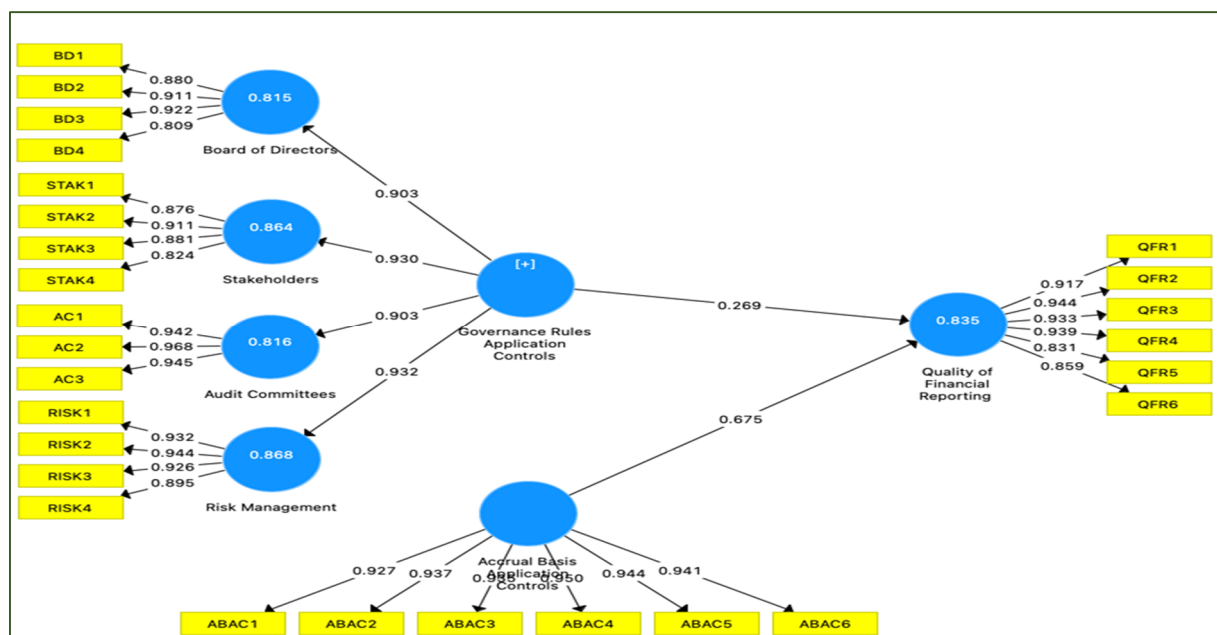 BD1
BD2
BD3
BD4
0.880
0.911
0.922
0.809
0.815
Board of Directors
STAK1
STAK2
STAK3
STAK4
0.876
0.911
0.881
0.824
0.864
Stakeholders
AC1
AC2
AC3
0.942
0.968
0.945
0.816
Audit Committees
RISK1
RISK2
RISK3
RISK4
0.932
0.944
0.926
0.895
0.868
Risk Management
0.903
0.930
0.903
0.932
[+]
Governance Rules
Application
Controls
0.269
0.675
0.835
Quality of
Financial
Reporting
0.917
0.944
0.933
0.939
0.831
0.859
QFR1
QFR2
QFR3
QFR4
QFR5
QFR6
Accrual Basis
Application
Controls
0.927
0.937
0.950
0.944
0.941
ABAC1
ABAC2
ABAC3
ABAC4
ABAC5
ABAC6